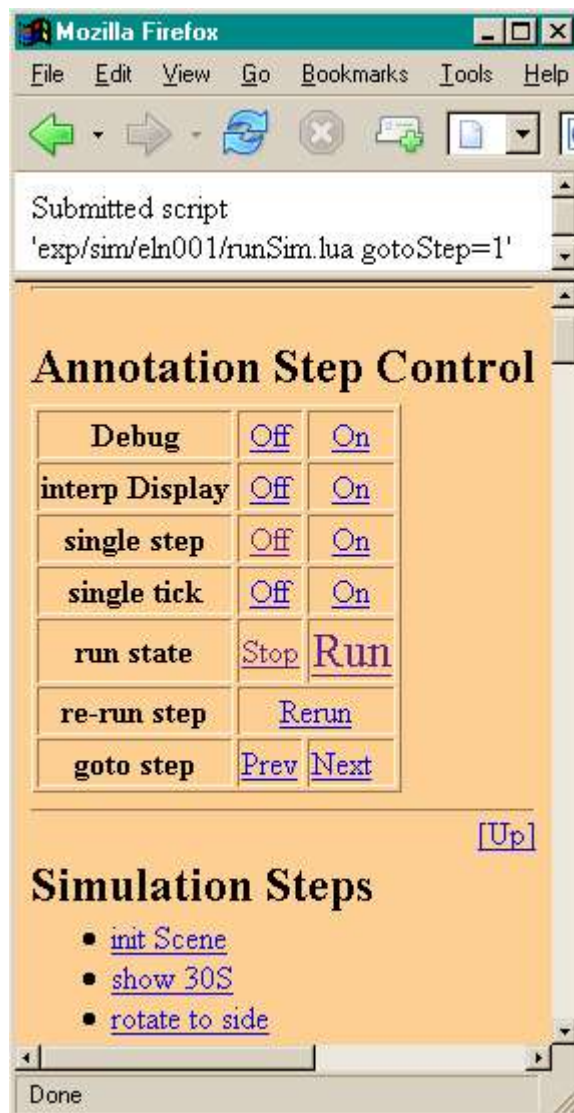 Mozilla Firefox
File Edit View Go Bookmarks Tools Help
Submitted script
'exp/sim/eln001/runSim.lua gotoStep=1'
Annotation Step Control
Debug Off On
interp Display Off On
single step Off On
single tick Off On
run state Stop Run
re-run step Rerun
goto step Prev Next
[Up]
Simulation Steps
init Scene
show 30S
rotate to side
Done